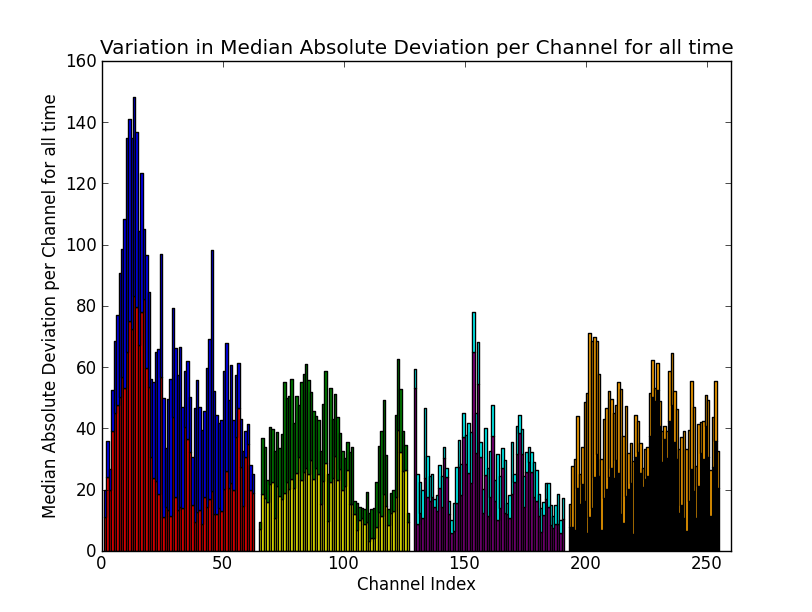 Variation in Median Absolute Deviation per Channel for all time
Median Absolute Deviation per Channel for all time
160
140
120
100
80
60
40
20
0
0 50 100 150 200 250
Channel Index